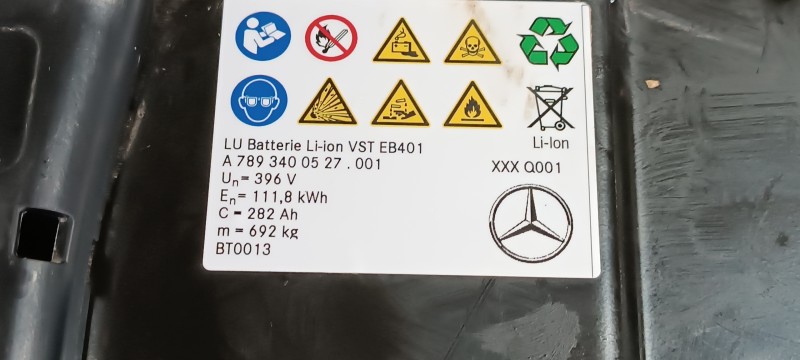 Li-Ion
LU Batterie Li-ion VST EB401
A 789 340 05 27 . 001
XXX Q001
Un= 396 V
En= 111,8 kWh
C = 282 Ah
m = 692 kg
BT0013